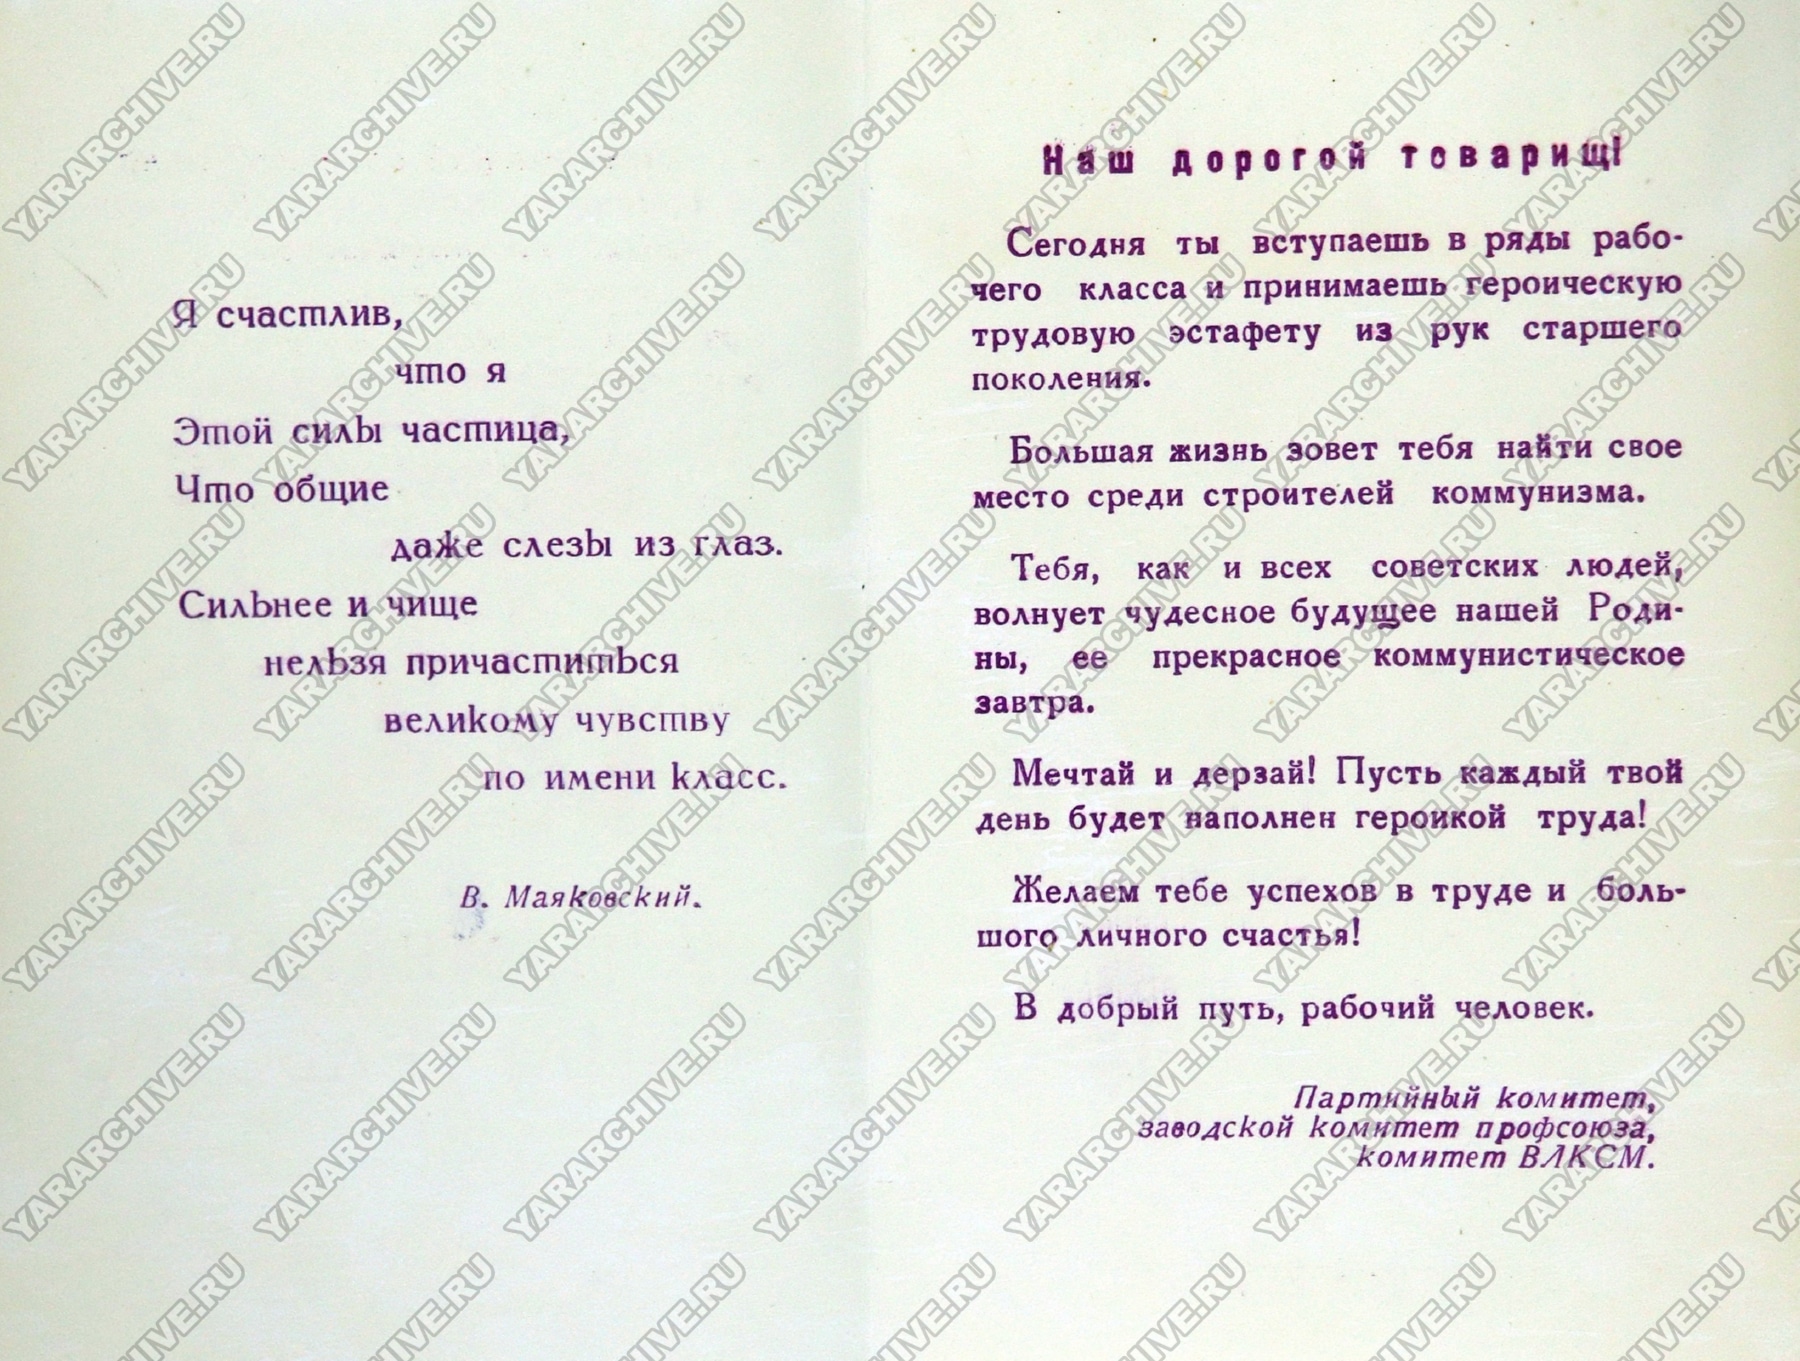 Я счастлив,
что я
Этой силы частица,
Что общие
даже слезы из глаз.
Сильнее и чище
нельзя причаститься
великому чувству
по имени класс.
В. Маяковский.
Наш дорогой товарищ!
Сегодня ты вступаешь в ряды рабо-
чего класса и принимаешь героическую
трудовую эстафету из рук старшего
поколения.
Большая жизнь зовет тебя найти свое
место среди строителей коммунизма.
Тебя, как и всех советских людей,
волнует чудесное будущее нашей Роди-
ны, ее прекрасное коммунистическое
завтра.
Мечтай и дерзай! Пусть каждый твой
день будет наполнен героикой труда!
Желаем тебе успехов в труде и боль-
шого личного счастья!
В добрый путь, рабочий человек.
Партийный комитет,
заводской комитет профсоюза,
комитет ВЛКСМ.
YARARCHIVE.RU